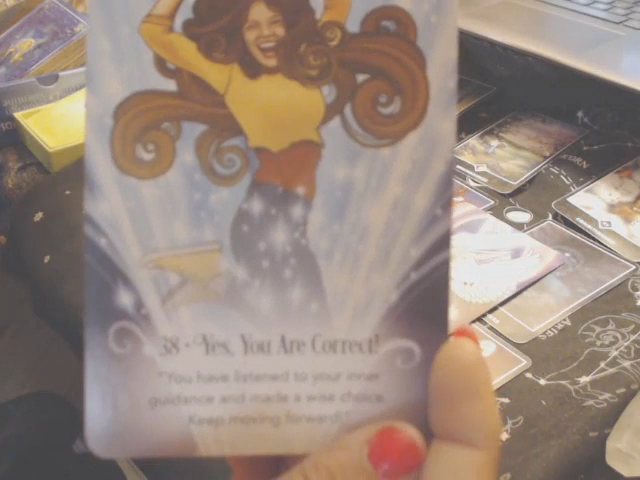 38 - Yes, You Are Correct!
"You have listened to your inner
guidance and made a wise choice.
Keep moving forward."
ARIES